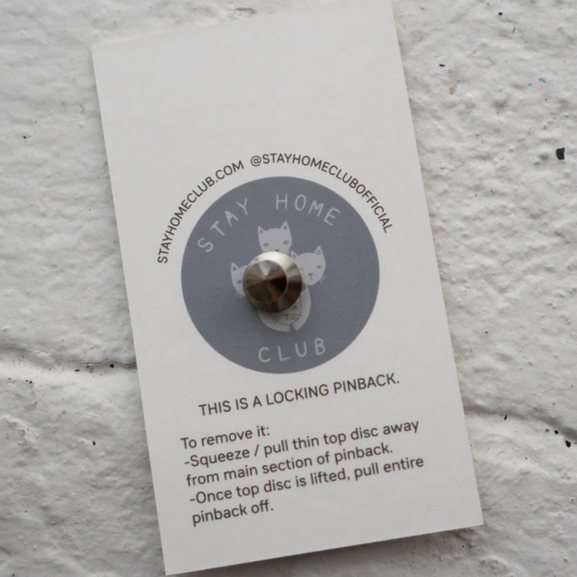 STAYHOMECLUB.COM @STAYHOMECLUBOFFICIAL
STAY HOME
CLUB
THIS IS A LOCKING PINBACK.
To remove it:
-Squeeze / pull thin top disc away
from main section of pinback.
-Once top disc is lifted, pull entire
pinback off.